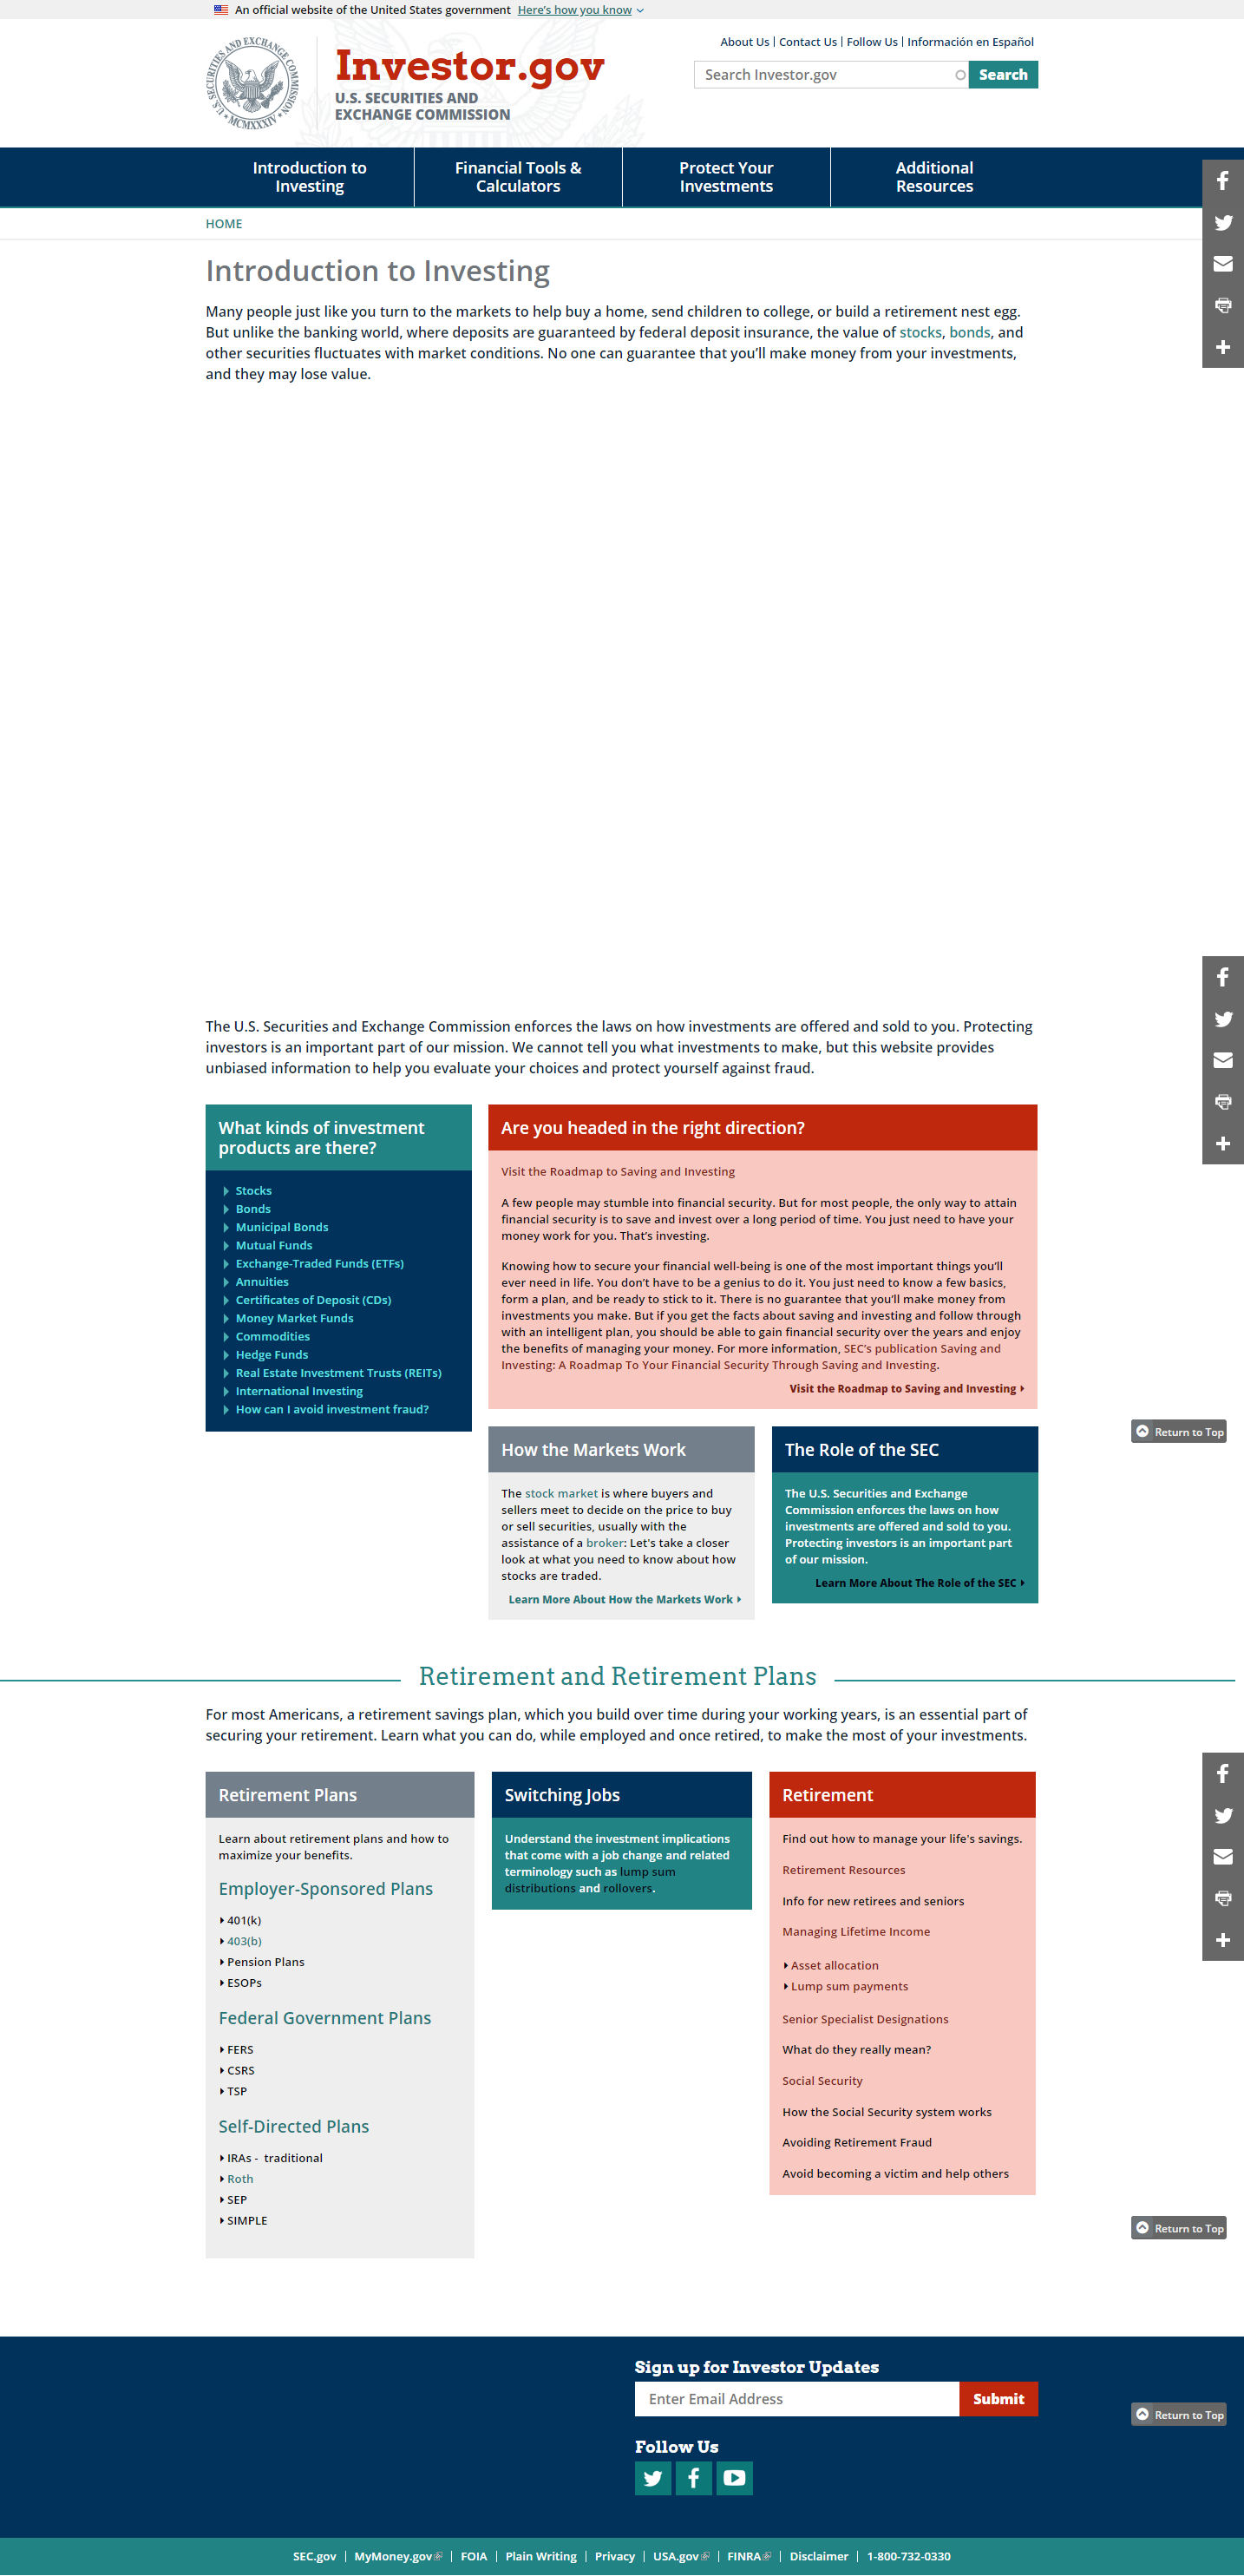 An official website of the United States government Here's how you know
Investor.gov
U.S. SECURITIES AND
EXCHANGE COMMISSION
U.S. SECURITIES AND EXCHANGE COMMISSION
MCMXXXIV
About Us | Contact Us | Follow Us | Información en Español
Search Investor.gov Search
Introduction to
Investing
Financial Tools &
Calculators
Protect Your
Investments
Additional
Resources
HOME
Introduction to Investing
Many people just like you turn to the markets to help buy a home, send children to college, or build a retirement nest egg.
But unlike the banking world, where deposits are guaranteed by federal deposit insurance, the value of stocks, bonds, and
other securities fluctuates with market conditions. No one can guarantee that you'll make money from your investments,
and they may lose value.
The U.S. Securities and Exchange Commission enforces the laws on how investments are offered and sold to you. Protecting
investors is an important part of our mission. We cannot tell you what investments to make, but this website provides
unbiased information to help you evaluate your choices and protect yourself against fraud.
What kinds of investment
products are there?
Stocks
Bonds
Municipal Bonds
Mutual Funds
Exchange-Traded Funds (ETFs)
Annuities
Certificates of Deposit (CDs)
Money Market Funds
Commodities
Hedge Funds
Real Estate Investment Trusts (REITs)
International Investing
How can I avoid investment fraud?
Are you headed in the right direction?
Visit the Roadmap to Saving and Investing
A few people may stumble into financial security. But for most people, the only way to attain
financial security is to save and invest over a long period of time. You just need to have your
money work for you. That's investing.
Knowing how to secure your financial well-being is one of the most important things you'll
ever need in life. You don't have to be a genius to do it. You just need to know a few basics,
form a plan, and be ready to stick to it. There is no guarantee that you'll make money from
investments you make. But if you get the facts about saving and investing and follow through
with an intelligent plan, you should be able to gain financial security over the years and enjoy
the benefits of managing your money. For more information, SEC's publication Saving and
Investing: A Roadmap To Your Financial Security Through Saving and Investing.
Visit the Roadmap to Saving and Investing
Return to Top
How the Markets Work
The stock market is where buyers and
sellers meet to decide on the price to buy
or sell securities, usually with the
assistance of a broker: Let's take a closer
look at what you need to know about how
stocks are traded.
Learn More About How the Markets Work
The Role of the SEC
The U.S. Securities and Exchange
Commission enforces the laws on how
investments are offered and sold to you.
Protecting investors is an important part
of our mission.
Learn More About The Role of the SEC
Retirement and Retirement Plans
For most Americans, a retirement savings plan, which you build over time during your working years, is an essential part of
securing your retirement. Learn what you can do, while employed and once retired, to make the most of your investments.
Retirement Plans
Learn about retirement plans and how to
maximize your benefits.
Employer-Sponsored Plans
401(k)
403(b)
Pension Plans
ESOPs
Federal Government Plans
FERS
CSRS
TSP
Self-Directed Plans
IRAs - traditional
Roth
SEP
SIMPLE
Switching Jobs
Understand the investment implications
that come with a job change and related
terminology such as lump sum
distributions and rollovers.
Retirement
Find out how to manage your life's savings.
Retirement Resources
Info for new retirees and seniors
Managing Lifetime Income
Asset allocation
Lump sum payments
Senior Specialist Designations
What do they really mean?
Social Security
How the Social Security system works
Avoiding Retirement Fraud
Avoid becoming a victim and help others
Return to Top
Sign up for Investor Updates
Enter Email Address Submit
Return to Top
Follow Us
SEC.gov | MyMoney.gov | FOIA | Plain Writing | Privacy | USA.gov | FINRA | Disclaimer | 1-800-732-0330